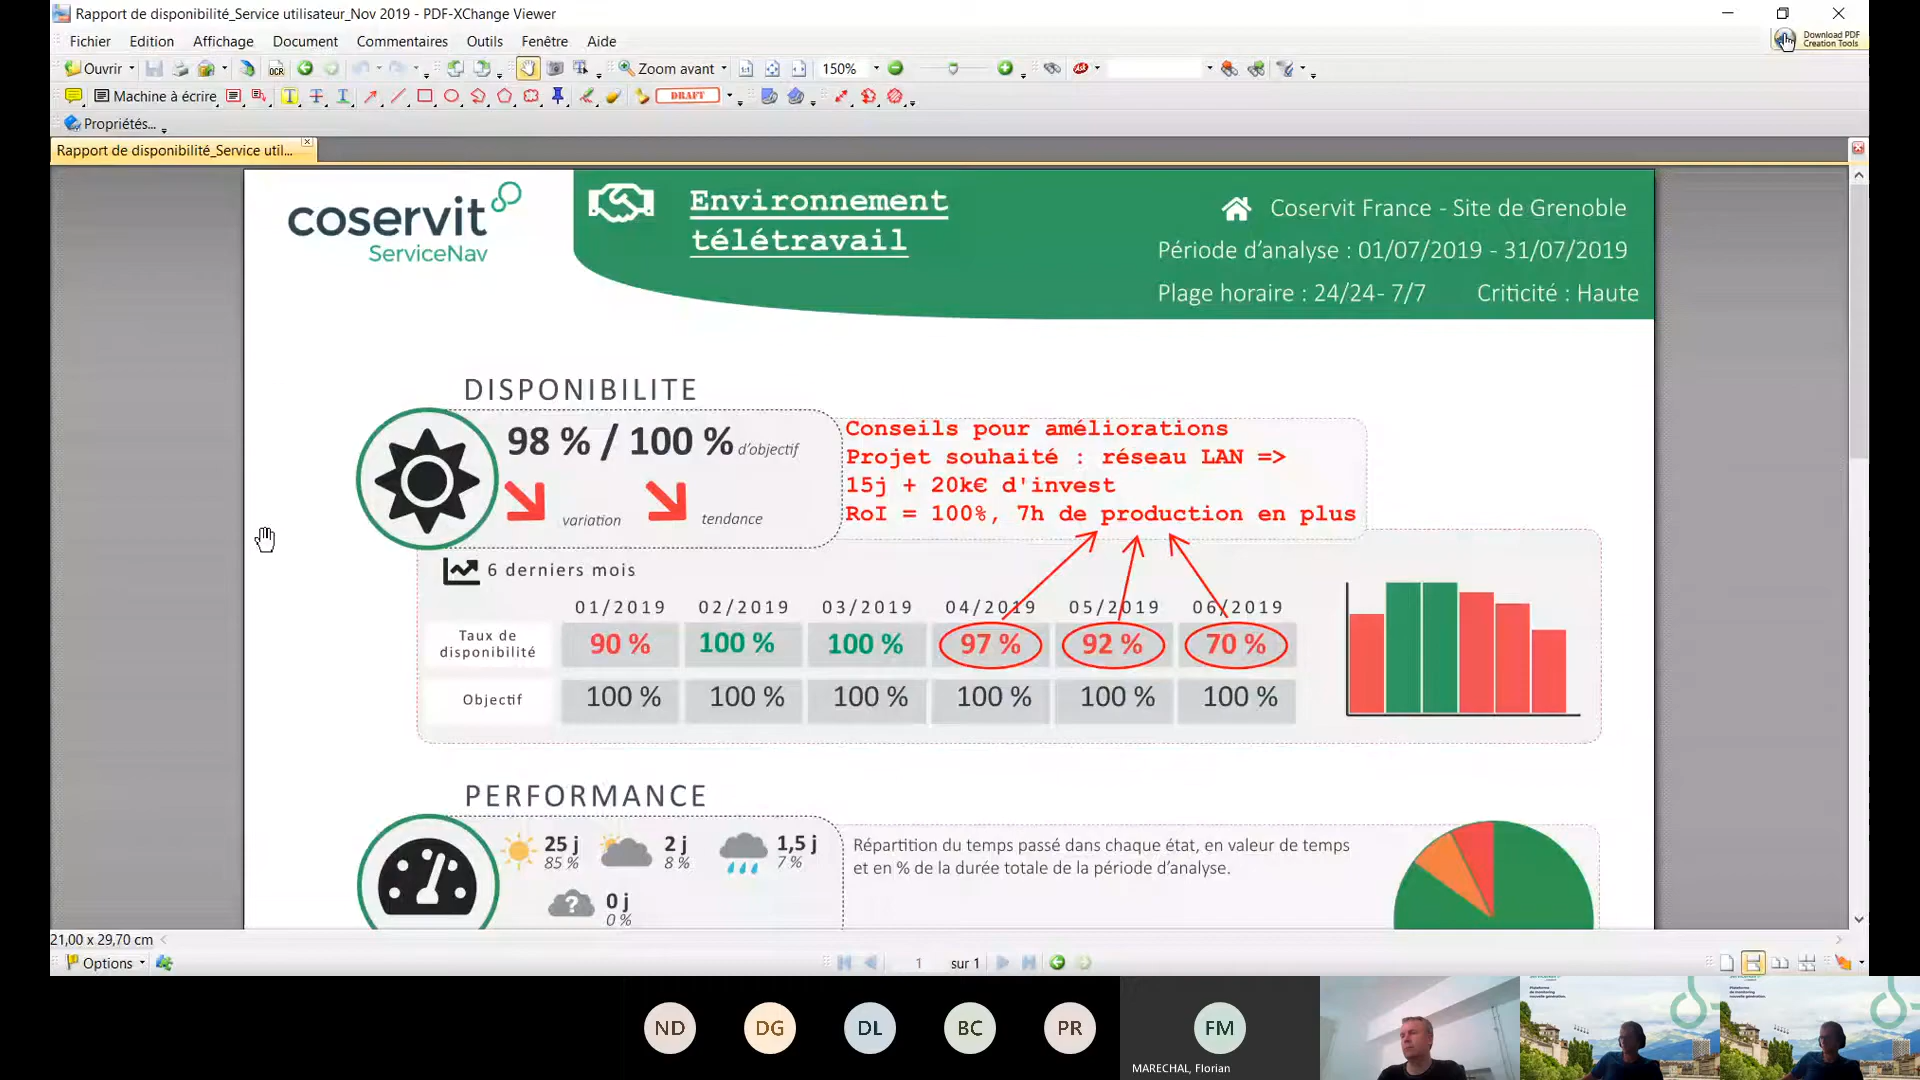 Rapport de disponibilité_Service utilisateur_Nov 2019 - PDF-XChange Viewer
Fichier Edition Affichage Document Commentaires Outils Fenêtre Aide
Download PDF
Creation Tools
Ouvrir OCR Zoom avant 150%
Machine à écrire DRAFT
Propriétés...
Rapport de disponibilité_Service util...
coservit
ServiceNav
Environnement
télétravail
Coservit France - Site de Grenoble
Période d'analyse : 01/07/2019 - 31/07/2019
Plage horaire : 24/24- 7/7 Criticité : Haute
DISPONIBILITE
98 % / 100 % d'objectif
variation tendance
Conseils pour améliorations
Projet souhaité : réseau LAN =>
15j + 20k€ d'invest
RoI = 100%, 7h de production en plus
6 derniers mois
01/2019 02/2019 03/2019 04/2019 05/2019 06/2019
Taux de
disponibilité
90 % 100 % 100 % 97 % 92 % 70 %
Objectif 100 % 100 % 100 % 100 % 100 % 100 %
PERFORMANCE
25 j 2 j 1,5 j
85 % 8 % 7 %
? 0 j
0 %
Répartition du temps passé dans chaque état, en valeur de temps
et en % de la durée totale de la période d'analyse.
21,00 x 29,70 cm
Options 1 sur 1
ND DG DL BC PR FM
MARECHAL, Florian